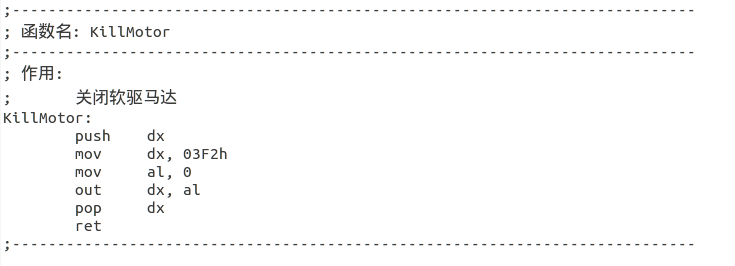 ;----------------------------------------------------------------------------
; 函数名: KillMotor
;----------------------------------------------------------------------------
; 作用:
;       关闭软驱马达
KillMotor:
        push    dx
        mov     dx, 03F2h
        mov     al, 0
        out     dx, al
        pop     dx
        ret
;----------------------------------------------------------------------------